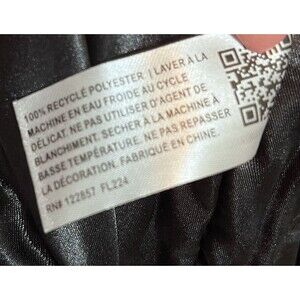 100% RECYCLÉ POLYESTER. | LAVER À LA
MACHINE EN EAU FROIDE AU CYCLE
DÉLICAT. NE PAS UTILISER D'AGENT DE
BLANCHIMENT. SECHER À LA MACHINE À
BASSE TEMPÉRATURE. NE PAS REPASSER
LA DÉCORATION. FABRIQUÉ EN CHINE.
RN# 122857 FL224